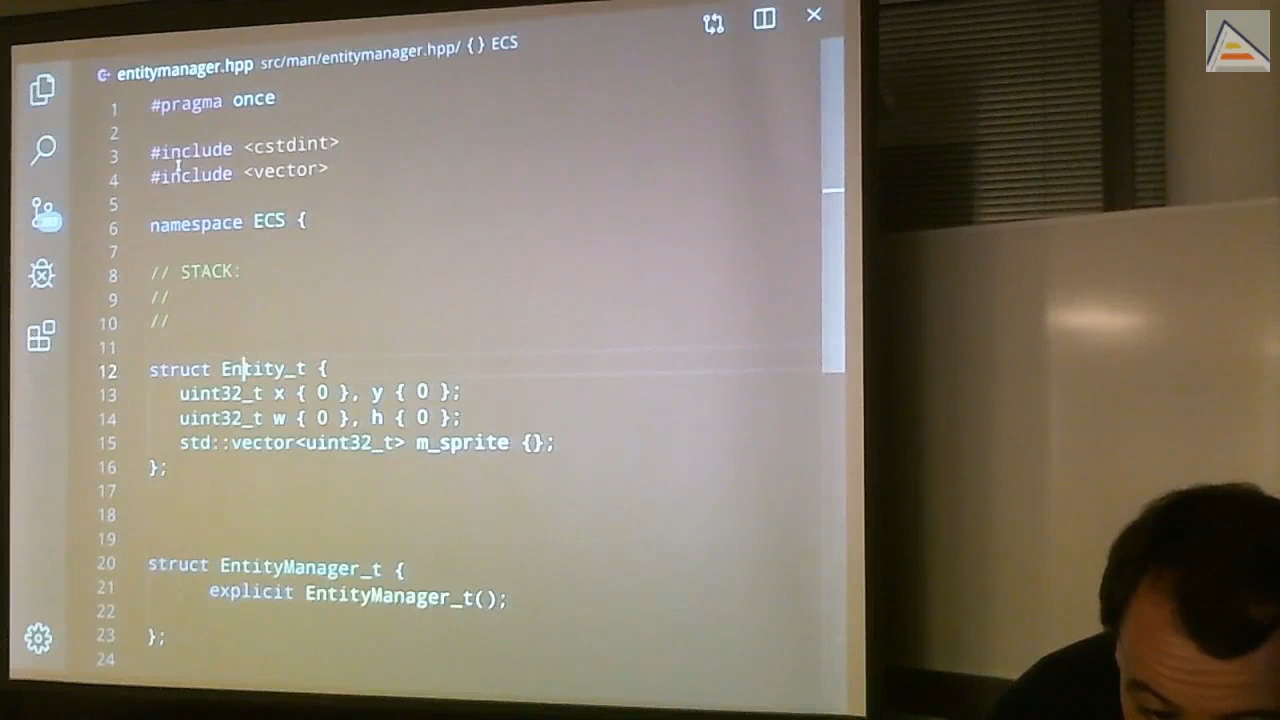 entitymanager.hpp src/man/entitymanager.hpp/ { } ECS
1 #pragma once
2
3 #include <cstdint>
4 #include <vector>
5
6 namespace ECS {
7
8 // STACK:
9 //
10 //
11
12 struct Entity_t {
13 uint32_t x { 0 }, y { 0 };
14 uint32_t w { 0 }, h { 0 };
15 std::vector<uint32_t> m_sprite {};
16 };
17
18
19
20 struct EntityManager_t {
21 explicit EntityManager_t();
22
23 };
24